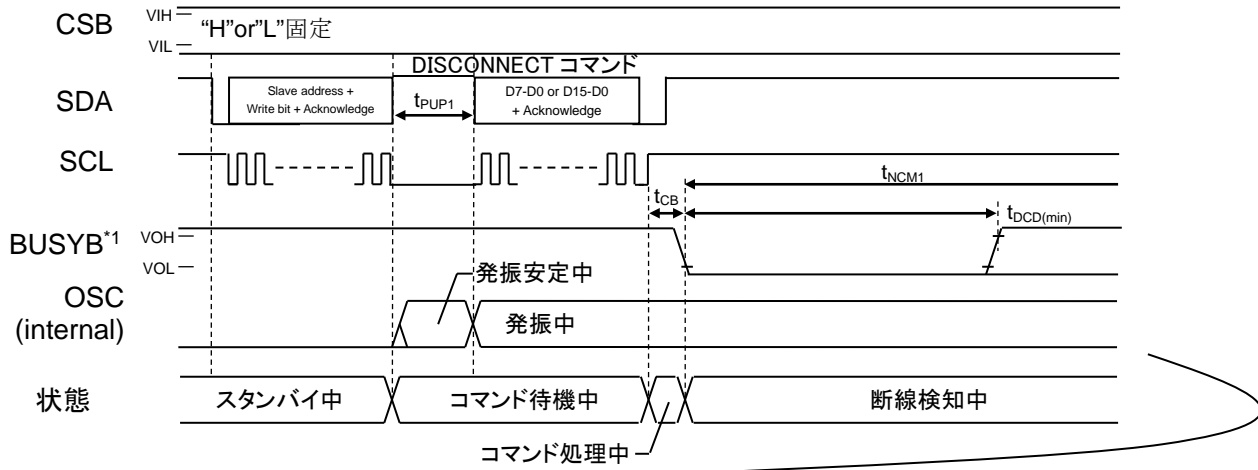 CSB
VIH
VIL
"H"or"L"固定
DISCONNECT コマンド
SDA
Slave address +
Write bit + Acknowledge
tPUP1
D7-D0 or D15-D0
+ Acknowledge
SCL
tNCM1
tCB
tDCD(min)
BUSYB*1
VOH
VOL
発振安定中
OSC
(internal)
発振中
状態
スタンバイ中
コマンド待機中
断線検知中
コマンド処理中